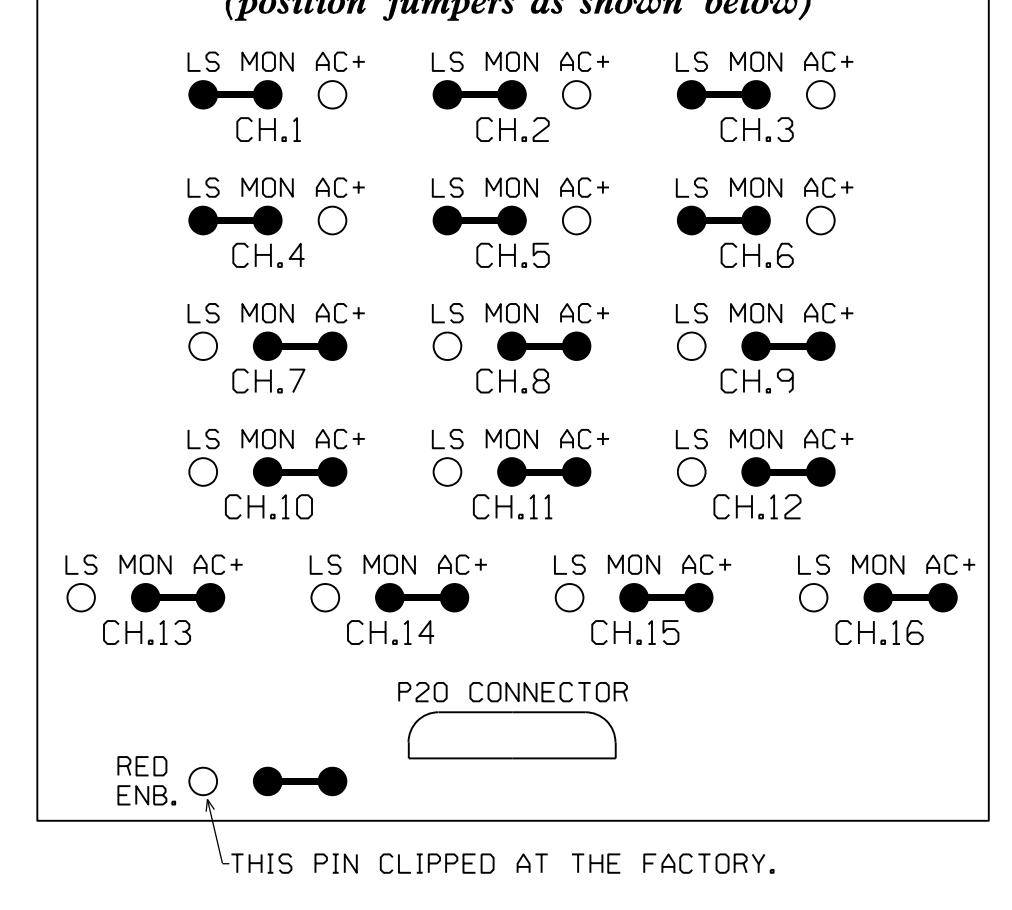 (position jumpers as shown below)
LS MON AC+ LS MON AC+ LS MON AC+
CH.1 CH.2 CH.3
LS MON AC+ LS MON AC+ LS MON AC+
CH.4 CH.5 CH.6
LS MON AC+ LS MON AC+ LS MON AC+
CH.7 CH.8 CH.9
LS MON AC+ LS MON AC+ LS MON AC+
CH.10 CH.11 CH.12
LS MON AC+ LS MON AC+ LS MON AC+ LS MON AC+
CH.13 CH.14 CH.15 CH.16
P20 CONNECTOR
RED
ENB.
THIS PIN CLIPPED AT THE FACTORY.